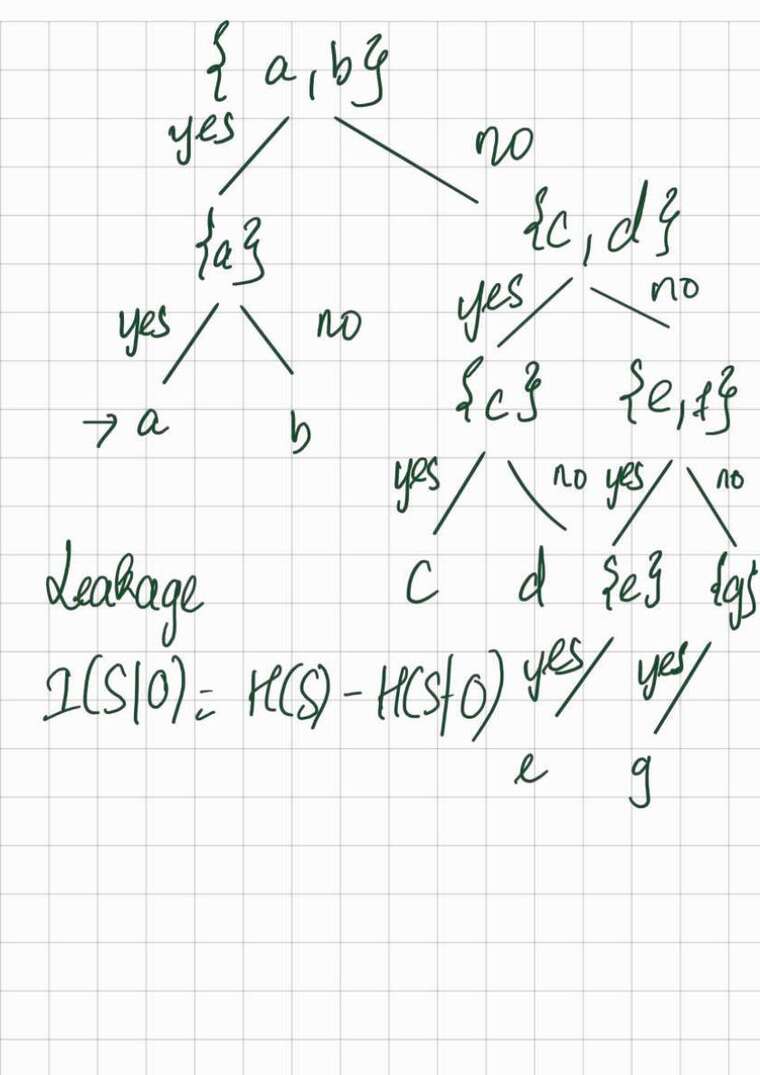 { a, b}
yes no
{a} {c, d}
yes no yes no
{c} {e, f}
→ a b
yes no yes no
Leakage c d {e} {g}
I(S|O) = H(S) - H(S|O) yes yes
e g